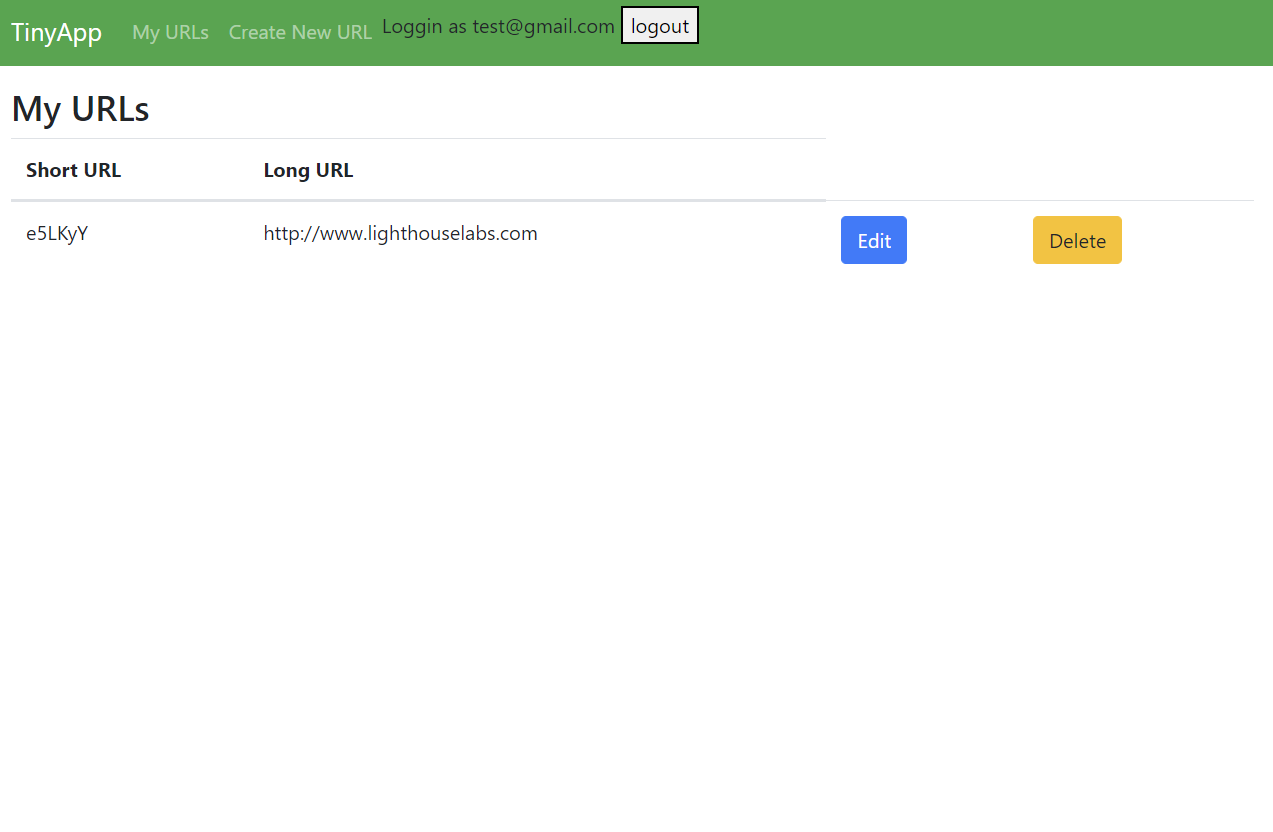 TinyApp My URLs Create New URL Loggin as test@gmail.com logout
My URLs
Short URL Long URL
e5LKyY http://www.lighthouselabs.com Edit Delete